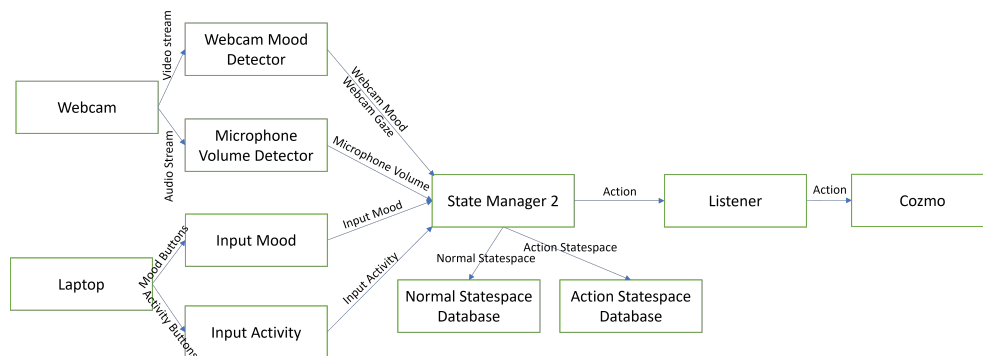 Video stream
Webcam Mood
Detector
Webcam
Webcam Mood
Webcam Gaze
Audio Stream
Microphone
Volume Detector
Microphone Volume
State Manager 2
Action
Listener
Action
Cozmo
Mood Buttons
Input Mood
Input Mood
Laptop
Activity Buttons
Input Activity
Input Activity
Normal Statespace
Action Statespace
Normal Statespace
Database
Action Statespace
Database